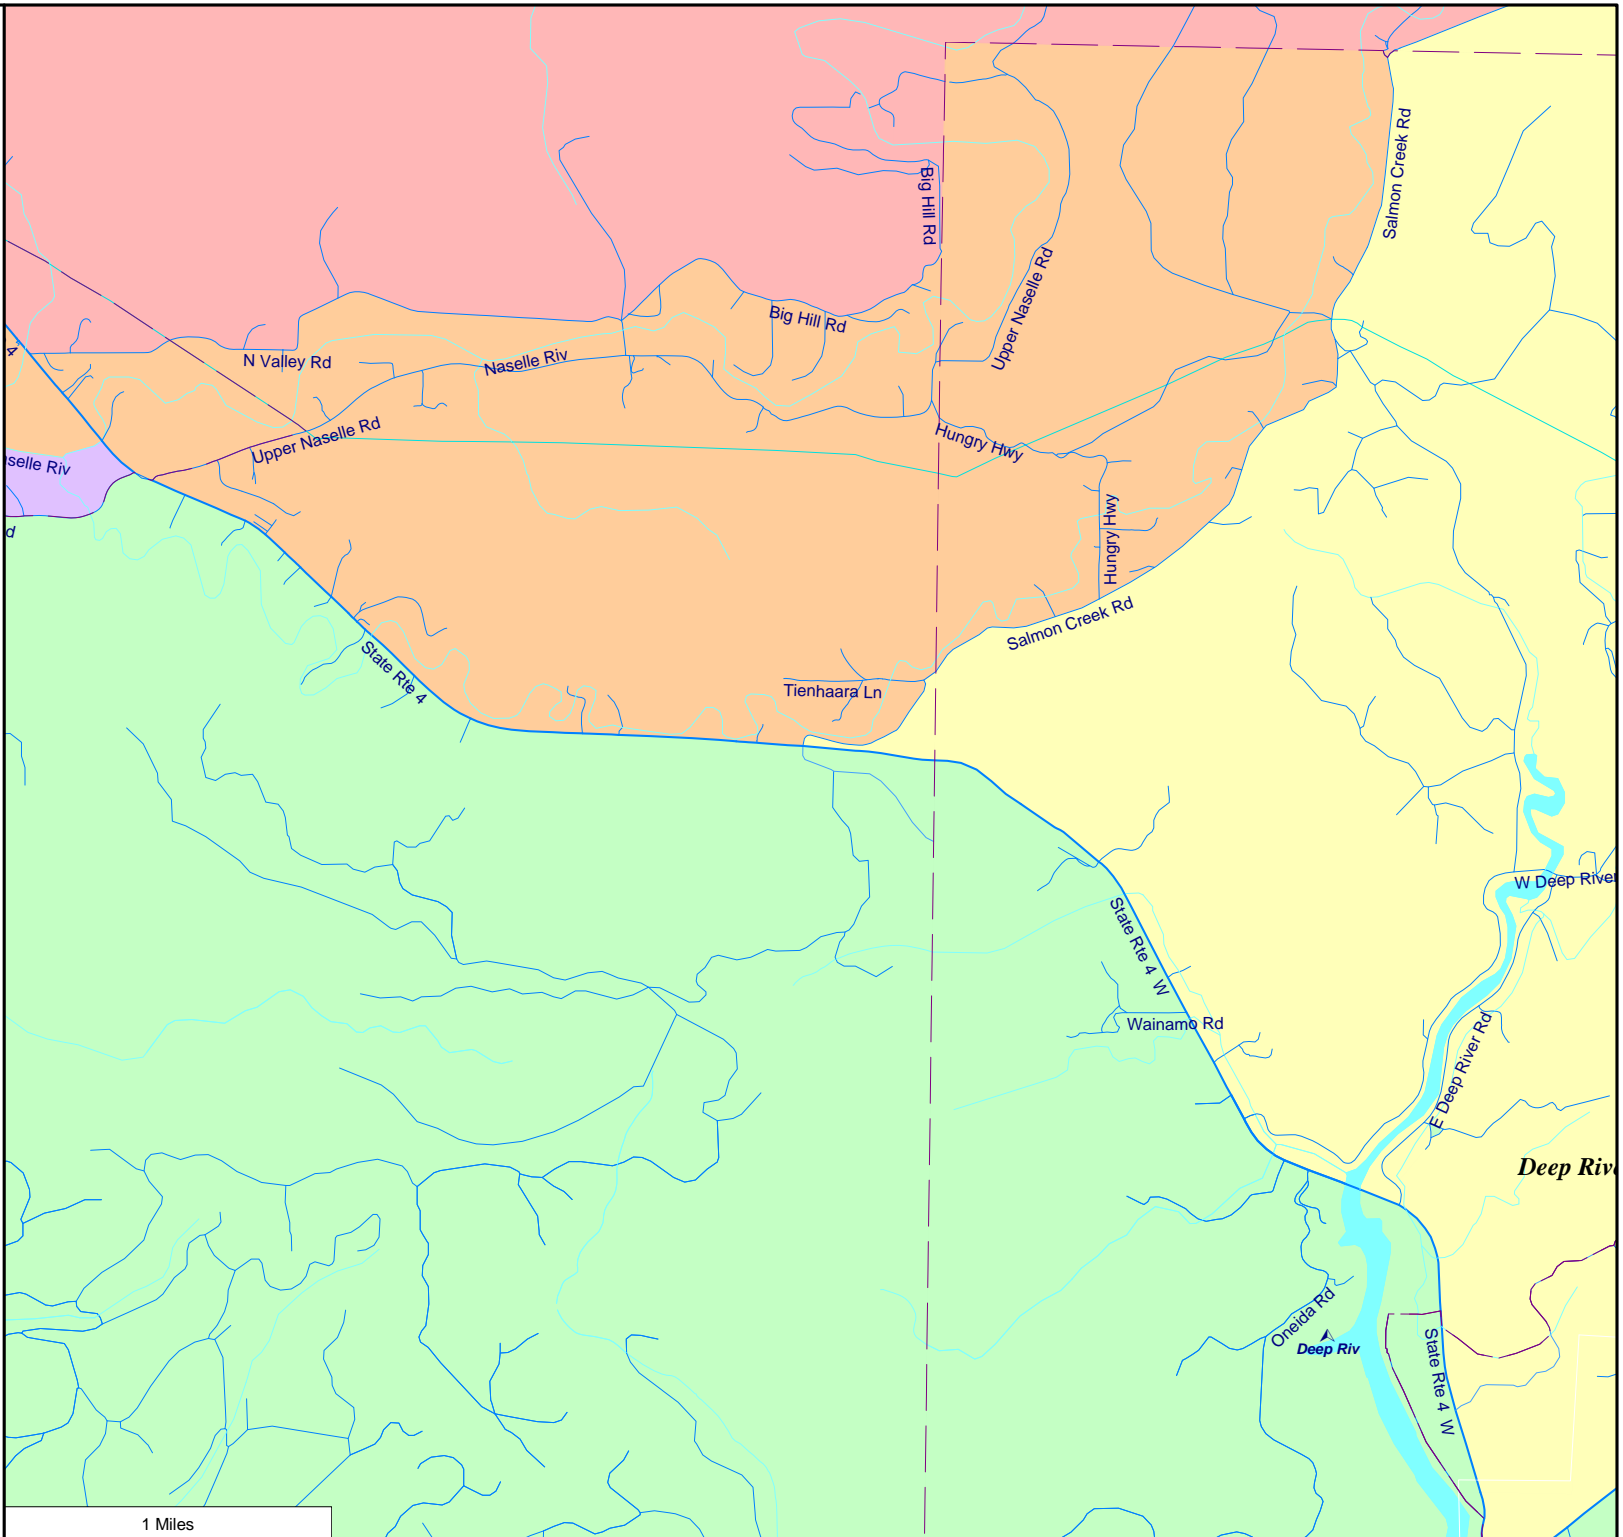 Salmon Creek Rd
Big Hill Rd
Upper Naselle Rd
Big Hill Rd
4
N Valley Rd
Naselle Riv
Upper Naselle Rd
Hungry Hwy
selle Riv
Hungry Hwy
d
Salmon Creek Rd
State Rte 4
Tienhaara Ln
W Deep River
State Rte 4 W
Wainamo Rd
E Deep River Rd
Deep Rive
Oneida Rd
Deep Riv
State Rte 4 W
1 Miles